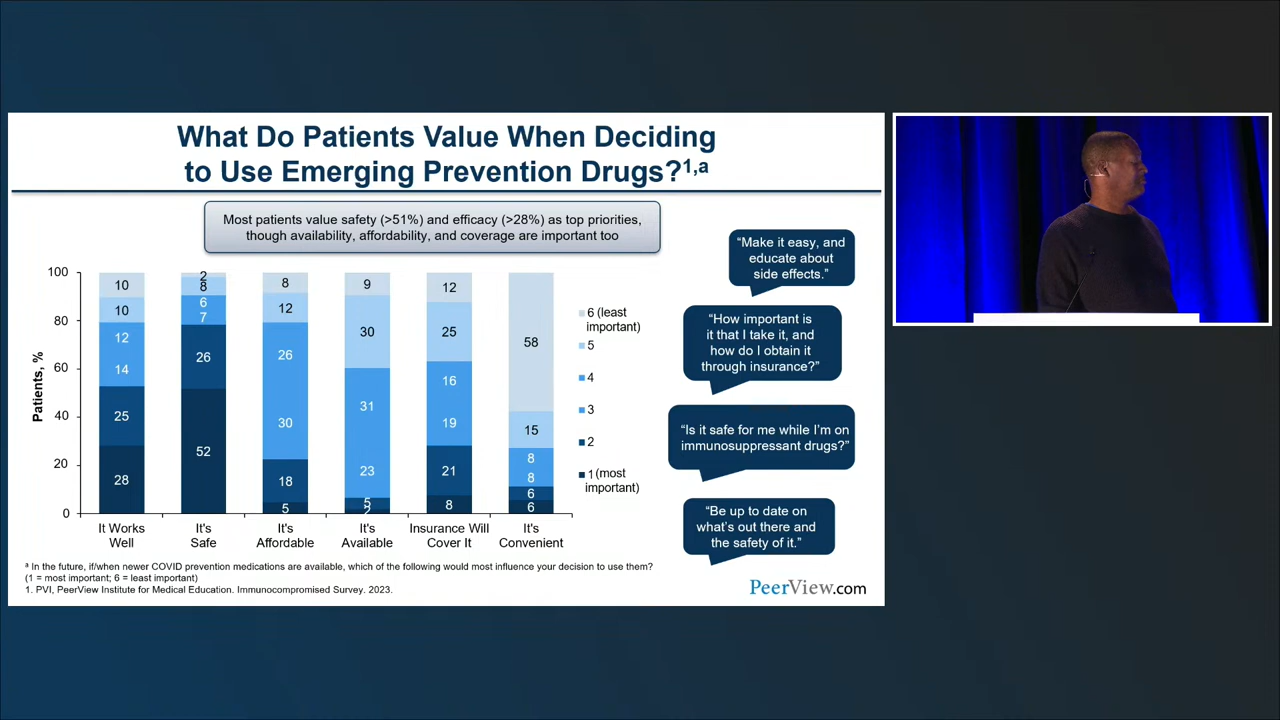 What Do Patients Value When Deciding
to Use Emerging Prevention Drugs?1,a
Most patients value safety (>51%) and efficacy (>28%) as top priorities,
though availability, affordability, and coverage are important too
Patients, %
100
80
60
40
20
0
10
10
12
14
25
28
It Works
Well
2
8
6
7
26
52
It's
Safe
8
12
26
30
18
5
It's
Affordable
9
30
31
23
5
2
It's
Available
12
25
16
19
21
8
Insurance Will
Cover It
58
15
8
8
6
6
It's
Convenient
6 (least
important)
5
4
3
2
1 (most
important)
“Make it easy, and
educate about
side effects.”
“How important is
it that I take it, and
how do I obtain it
through insurance?”
“Is it safe for me while I’m on
immunosuppressant drugs?”
“Be up to date on
what’s out there and
the safety of it.”
a In the future, if/when newer COVID prevention medications are available, which of the following would most influence your decision to use them?
(1 = most important; 6 = least important)
1. PVI, PeerView Institute for Medical Education. Immunocompromised Survey. 2023.
PeerView.com